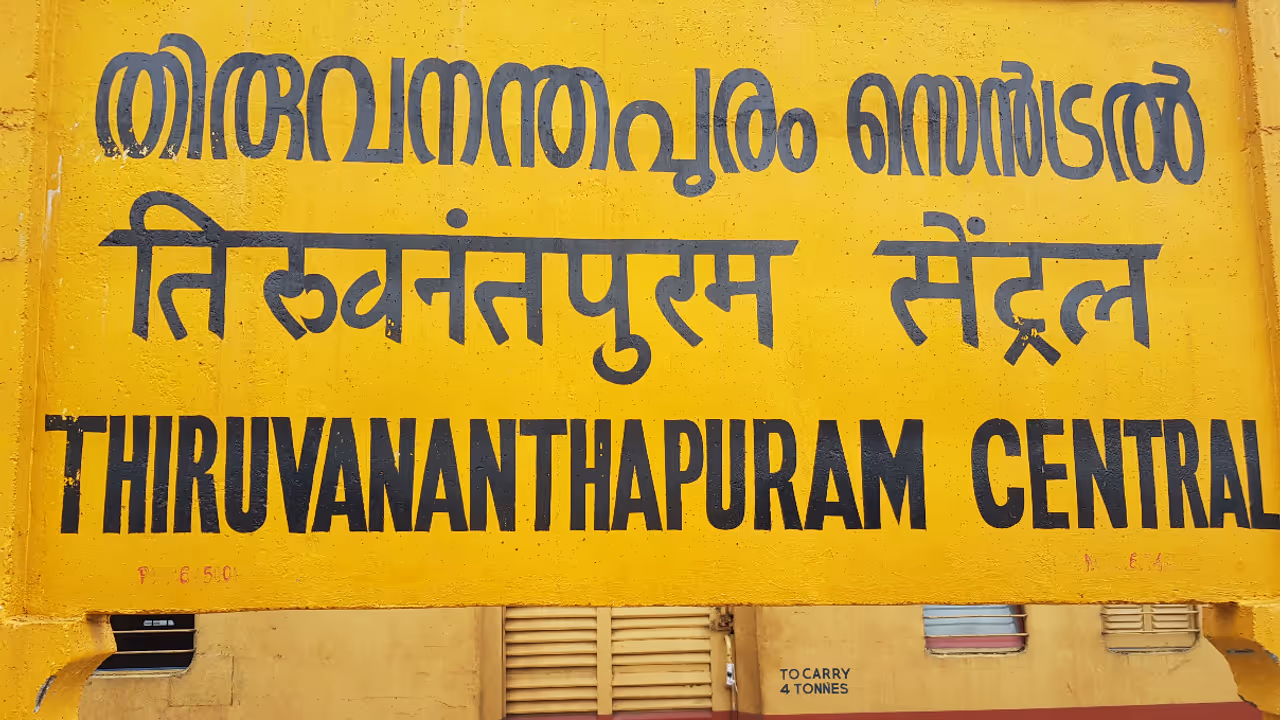 തിരുവനന്തപുരം സെൻട്രൽ
तिरुवनंतपुरम सेंट्रल
THIRUVANANTHAPURAM CENTRAL
TO CARRY
4 TONNES